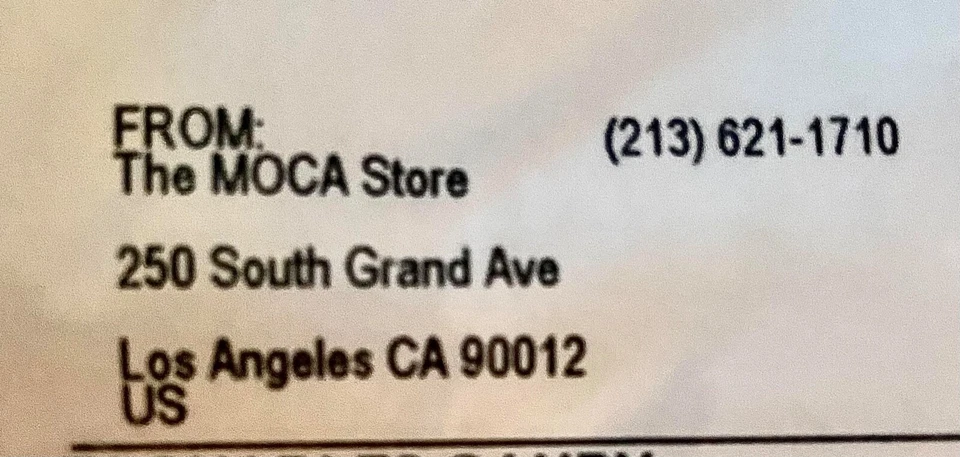 FROM:
(213) 621-1710
The MOCA Store
250 South Grand Ave
Los Angeles CA 90012
US